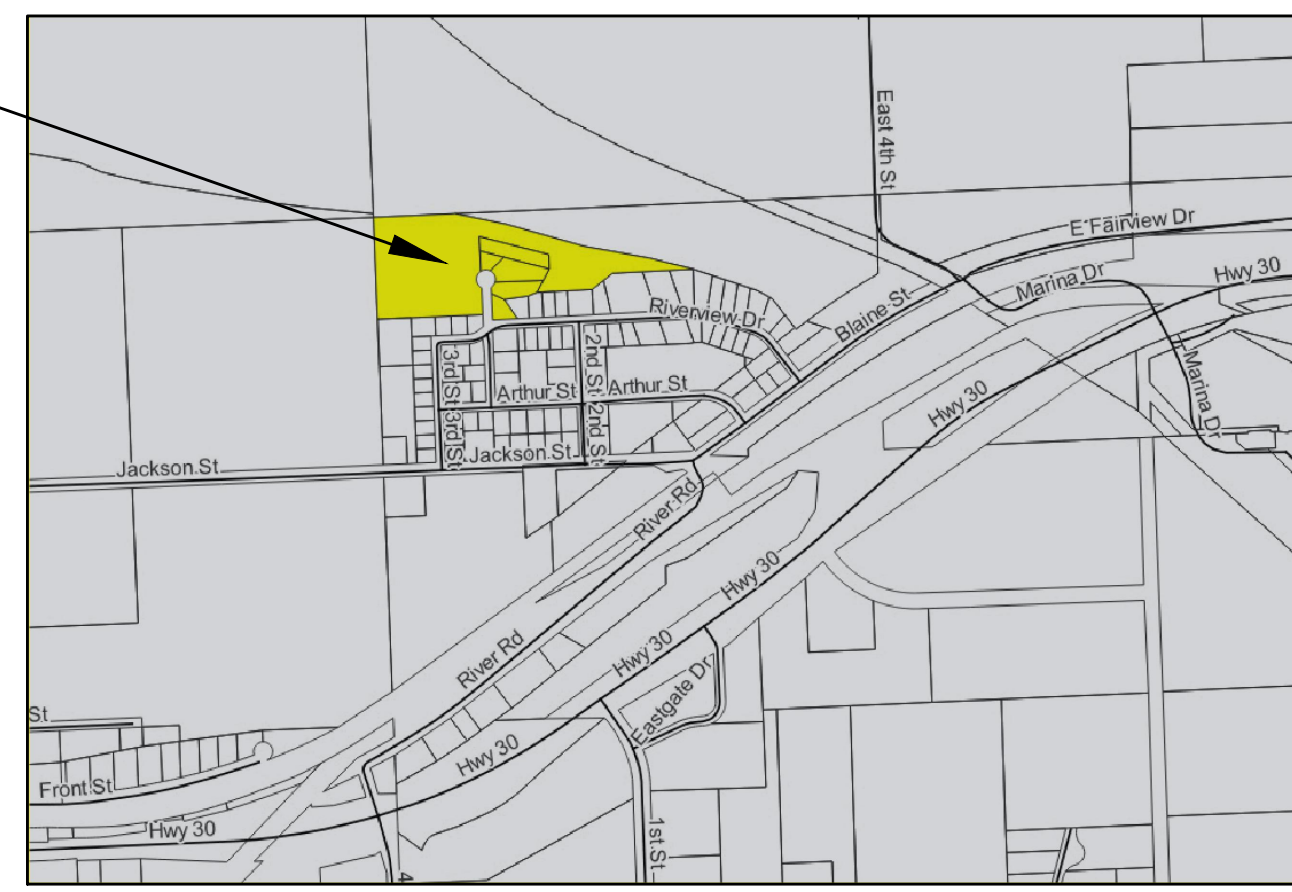 East 4th St
E Fairview Dr
Hwy 30
Marina Dr
Riverview Dr
Blaine St
Marina Dr
3rd St
2nd St
Arthur St
Arthur St
Hwy 30
3rd St
2nd St
Jackson St
Jackson St
River Rd
Hwy 30
River Rd
Hwy 30
Eastgate Dr
St
Hwy 30
Front St
Hwy 30
1st St
4